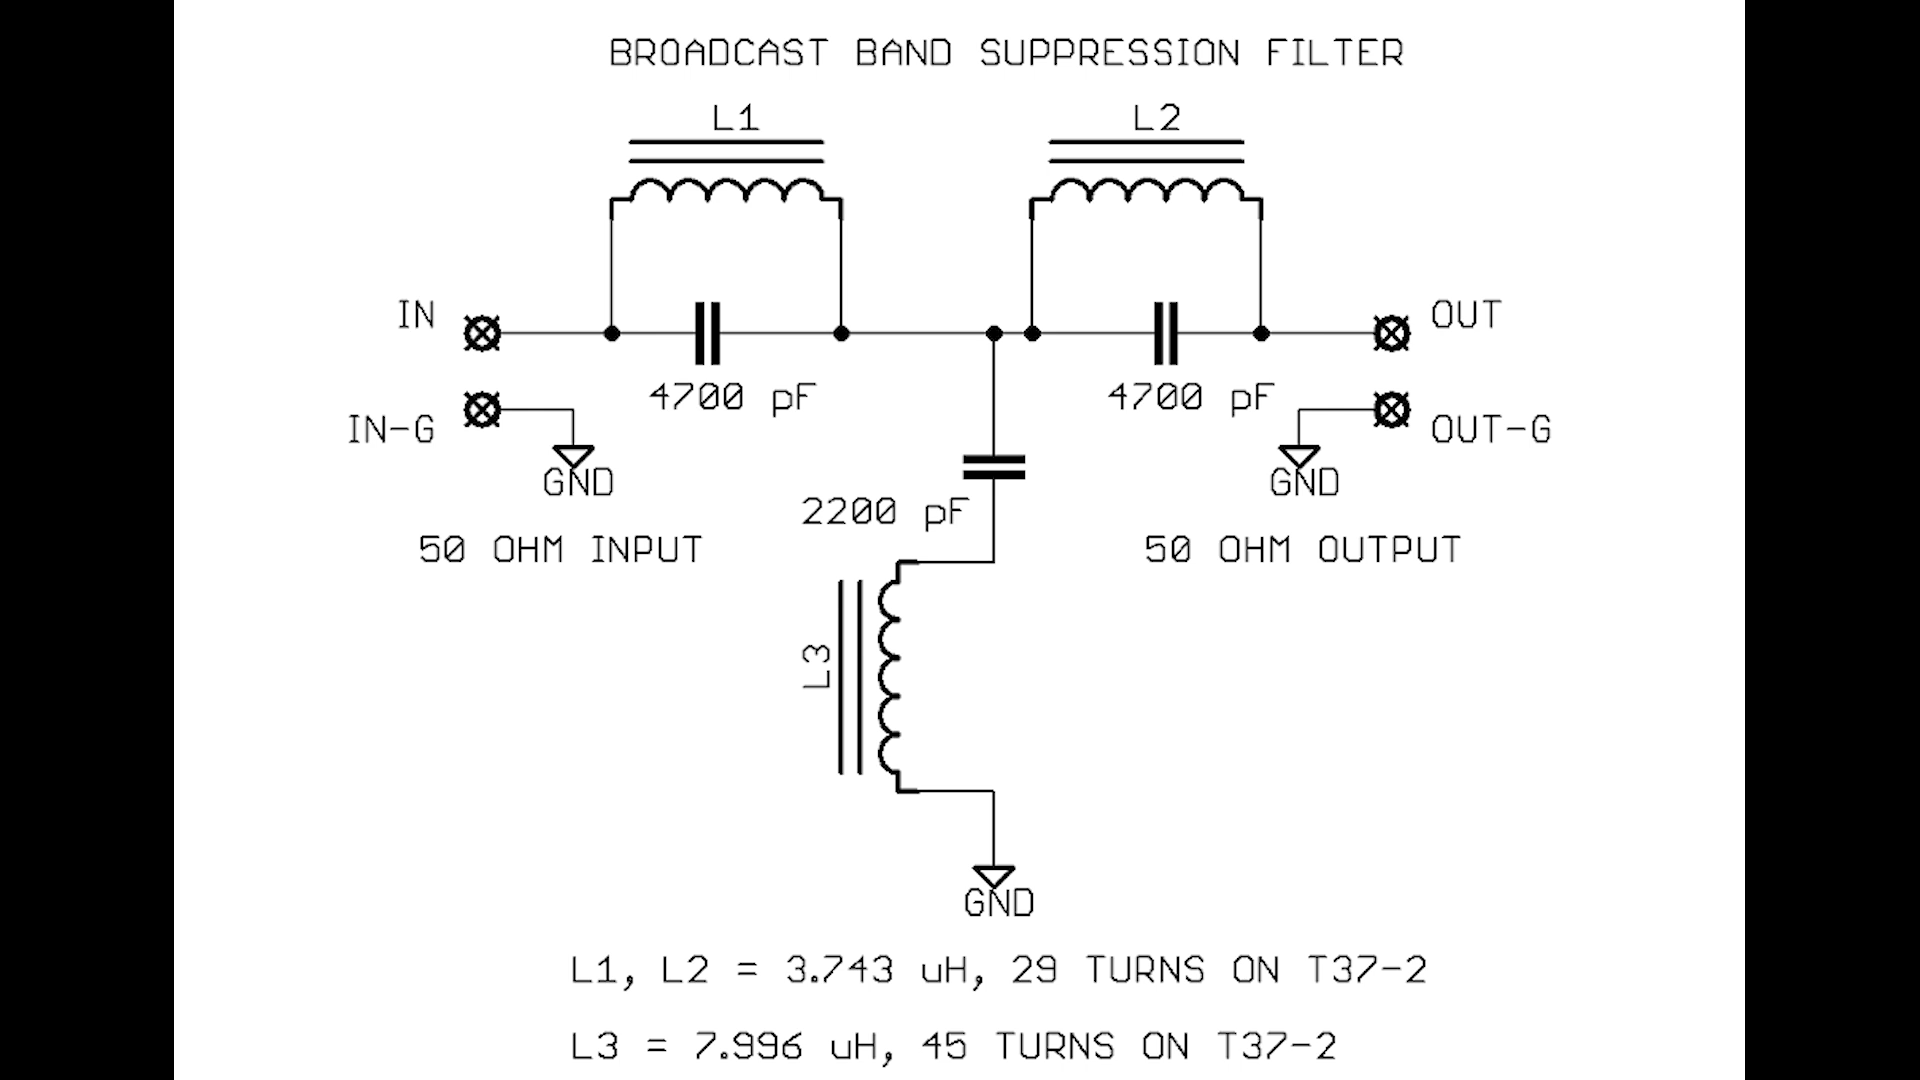 BROADCAST BAND SUPPRESSION FILTER
L1
L2
IN
OUT
4700 pF
4700 pF
IN-G
OUT-G
GND
GND
2200 pF
50 OHM INPUT
50 OHM OUTPUT
L3
GND
L1, L2 = 3.743 uH, 29 TURNS ON T37-2
L3 = 7.996 uH, 45 TURNS ON T37-2